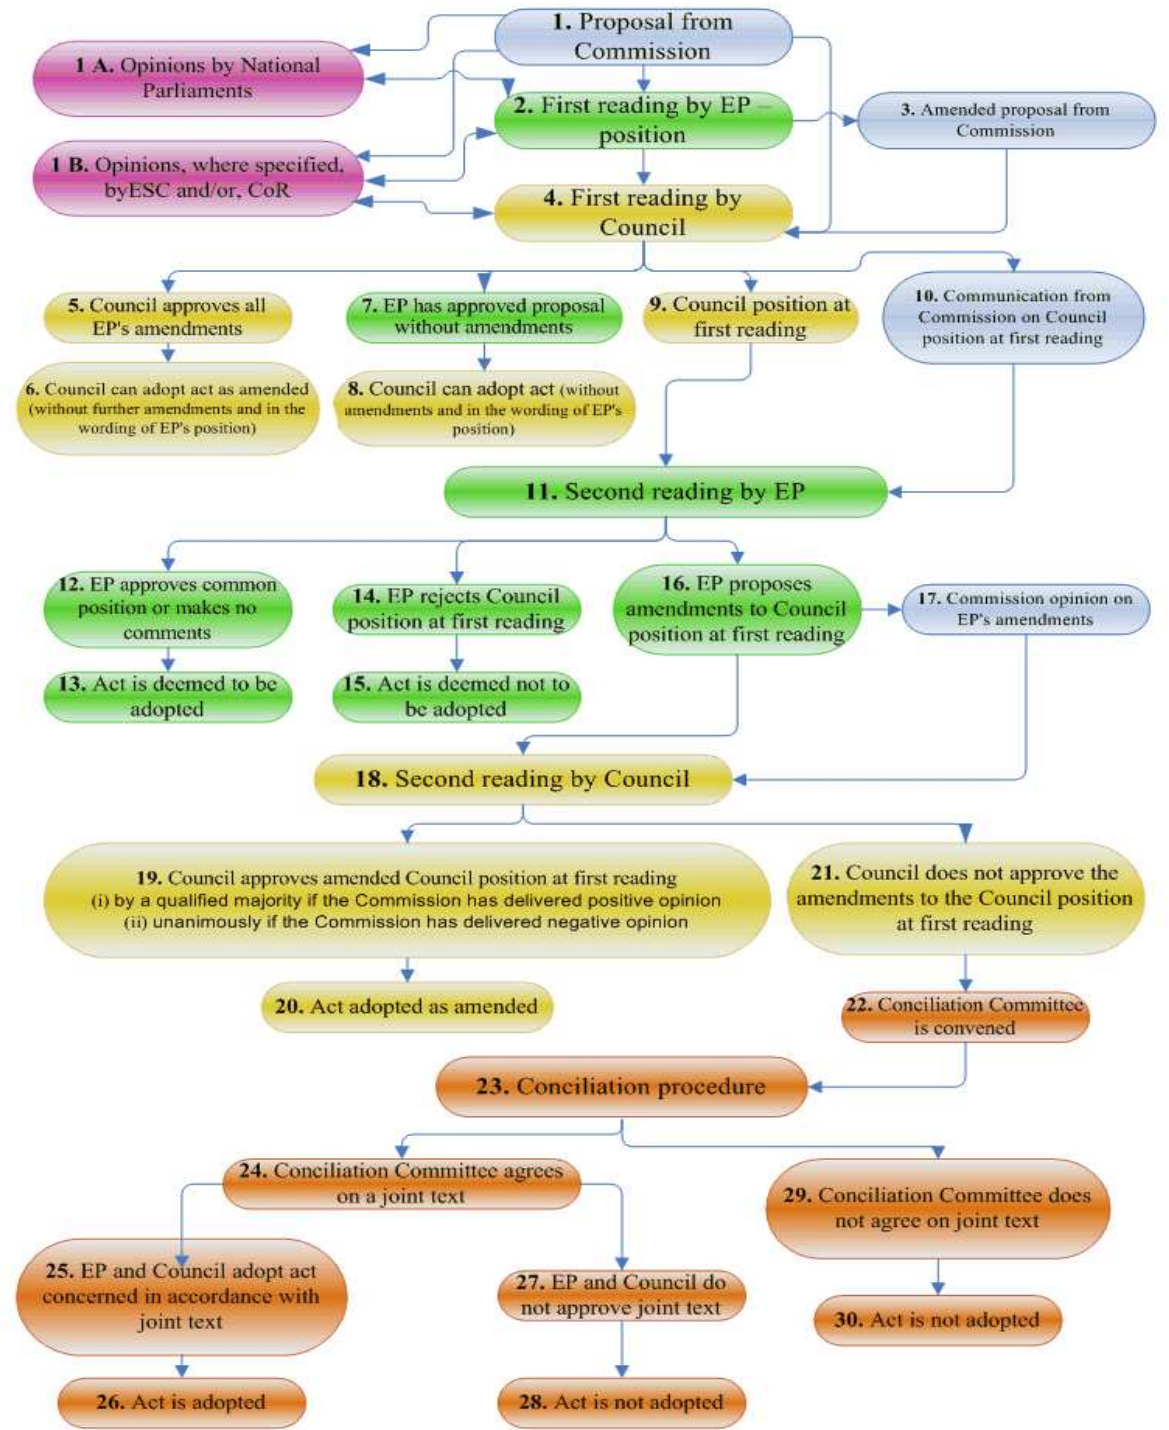 1. Proposal from
Commission
1 A. Opinions by National
Parliaments
2. First reading by EP –
position
3. Amended proposal from
Commission
1 B. Opinions, where specified,
byESC and/or, CoR
4. First reading by
Council
5. Council approves all
EP's amendments
7. EP has approved proposal
without amendments
9. Council position at
first reading
10. Communication from
Commission on Council
position at first reading
6. Council can adopt act as amended
(without further amendments and in the
wording of EP's position)
8. Council can adopt act (without
amendments and in the wording of EP's
position)
11. Second reading by EP
12. EP approves common
position or makes no
comments
14. EP rejects Council
position at first reading
16. EP proposes
amendments to Council
position at first reading
17. Commission opinion on
EP's amendments
13. Act is deemed to be
adopted
15. Act is deemed not to
be adopted
18. Second reading by Council
19. Council approves amended Council position at first reading
(i) by a qualified majority if the Commission has delivered positive opinion
(ii) unanimously if the Commission has delivered negative opinion
21. Council does not approve the
amendments to the Council position
at first reading
20. Act adopted as amended
22. Conciliation Committee
is convened
23. Conciliation procedure
24. Conciliation Committee agrees
on a joint text
29. Conciliation Committee does
not agree on joint text
25. EP and Council adopt act
concerned in accordance with
joint text
27. EP and Council do
not approve joint text
30. Act is not adopted
26. Act is adopted
28. Act is not adopted